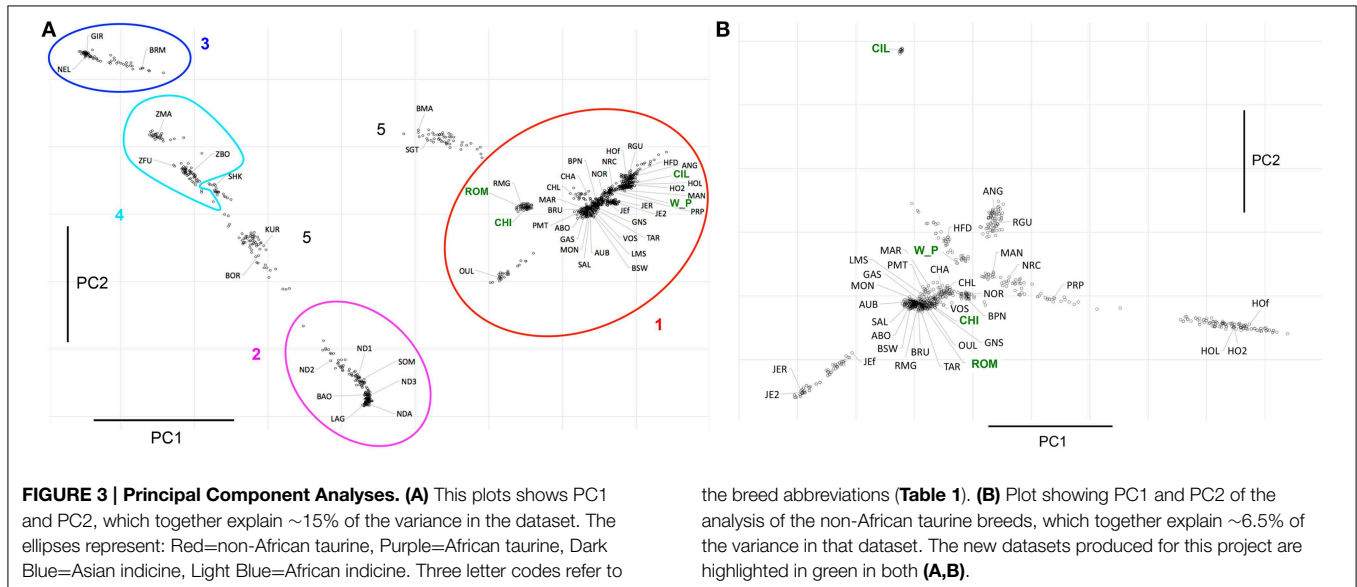 A
GIR
BRM
3
NEL
ZMA
ZFU
ZBO
SHK
4
5
KUR
BOR
PC2
PC1
BMA
5
SGT
ROM
RMG
CHI
OUL
BPN
NRC
NOR
HOf
RGU
HFD
ANG
CIL
HOL
HO2
MAN
W_P
PRP
CHA
CHL
MAR
BRU
PMT
ABO
GAS
MON
SAL
AUB
BSW
LMS
VOS
TAR
GNS
JEf
JE2
JER
1
ND1
ND2
SOM
ND3
BAO
LAG
NDA
2
B
CIL
PC2
ANG
RGU
HFD
W_P
MAR
LMS
PMT
GAS
CHA
MON
CHL
MAN
NRC
NOR
PRP
AUB
VOS
BPN
SAL
CHI
ABO
OUL
GNS
BSW
BRU
RMG
TAR
ROM
HOf
HOL
HO2
JER
JEf
JE2
PC1
FIGURE 3 | Principal Component Analyses. (A) This plots shows PC1
and PC2, which together explain ∼15% of the variance in the dataset. The
ellipses represent: Red=non-African taurine, Purple=African taurine, Dark
Blue=Asian indicine, Light Blue=African indicine. Three letter codes refer to
the breed abbreviations (Table 1). (B) Plot showing PC1 and PC2 of the
analysis of the non-African taurine breeds, which together explain ∼6.5% of
the variance in that dataset. The new datasets produced for this project are
highlighted in green in both (A,B).